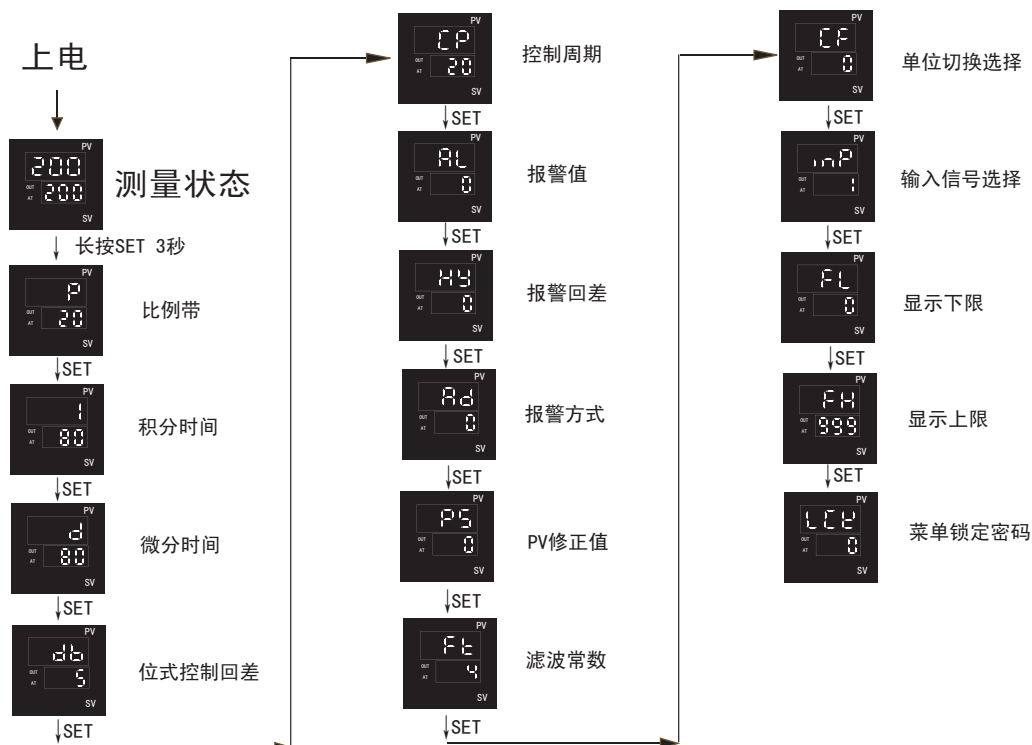 上电
PV
200
OUT
AT
200
SV
测量状态
长按SET 3秒
PV
P
OUT
AT
20
SV
比例带
SET
PV
I
OUT
AT
80
SV
积分时间
SET
PV
d
OUT
AT
80
SV
微分时间
SET
PV
db
OUT
AT
5
SV
位式控制回差
SET
PV
CP
OUT
AT
20
SV
控制周期
SET
PV
AL
OUT
AT
0
SV
报警值
SET
PV
HY
OUT
AT
0
SV
报警回差
SET
PV
Ad
OUT
AT
0
SV
报警方式
SET
PV
PS
OUT
AT
0
SV
PV修正值
SET
PV
Ft
OUT
AT
4
SV
滤波常数
SET
PV
CF
OUT
AT
0
SV
单位切换选择
SET
PV
inP
OUT
AT
1
SV
输入信号选择
SET
PV
FL
OUT
AT
0
SV
显示下限
SET
PV
FH
OUT
AT
999
SV
显示上限
SET
PV
LCK
OUT
AT
0
SV
菜单锁定密码